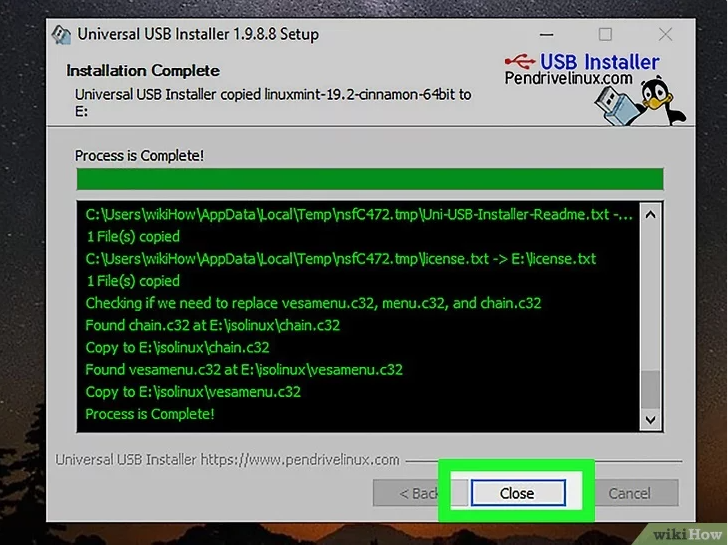 Universal USB Installer 1.9.8.8 Setup
Installation Complete
Universal USB Installer copied linuxmint-19.2-cinnamon-64bit to
E:
USB Installer
Pendrivelinux.com
Process is Complete!
C:\Users\wikiHow\AppData\Local\Temp\nsfC472.tmp\Uni-USB-Installer-Readme.txt -...
1 File(s) copied
C:\Users\wikiHow\AppData\Local\Temp\nsfC472.tmp\license.txt -> E:\license.txt
1 File(s) copied
Checking if we need to replace vesamenu.c32, menu.c32, and chain.c32
Found chain.c32 at E:\isolinux\chain.c32
Copy to E:\isolinux\chain.c32
Found vesamenu.c32 at E:\isolinux\vesamenu.c32
Copy to E:\isolinux\vesamenu.c32
Process is Complete!
Universal USB Installer https://www.pendrivelinux.com
< Back Close Cancel
wikiHow